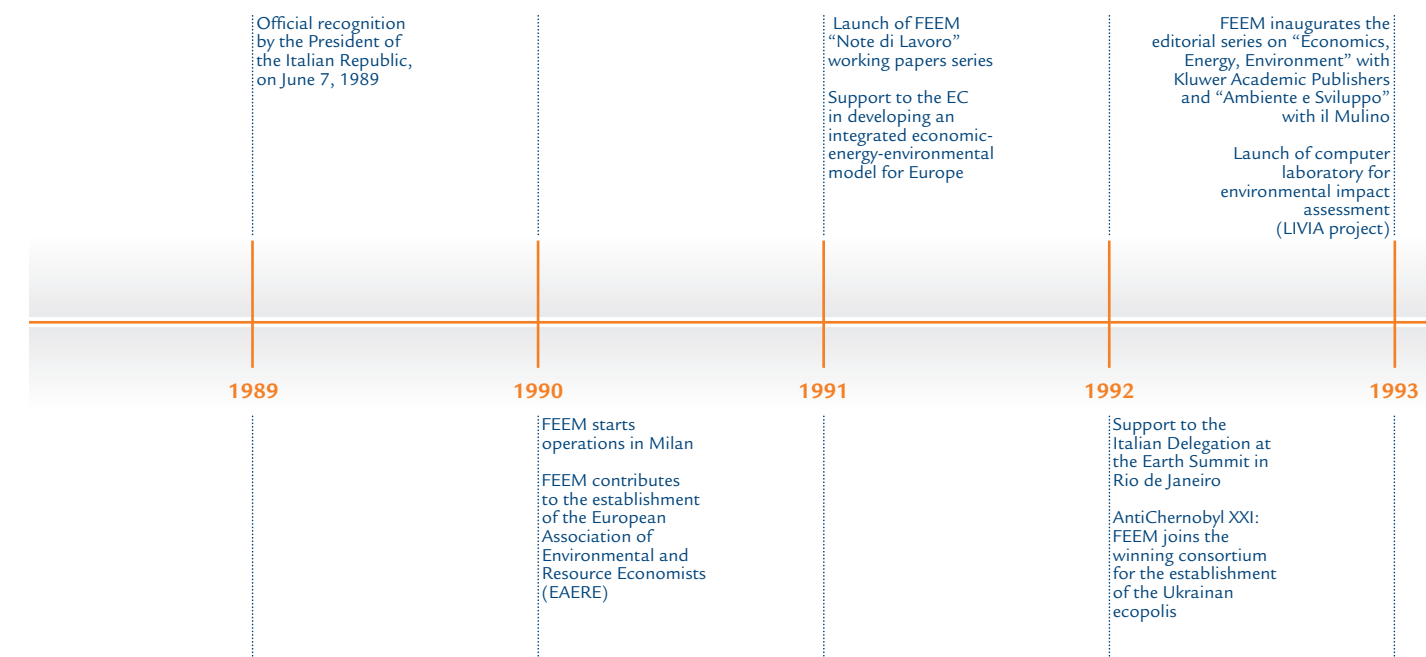 Official recognition
by the President of
the Italian Republic,
on June 7, 1989
Launch of FEEM
“Note di Lavoro”
working papers series
Support to the EC
in developing an
integrated economic-
energy-environmental
model for Europe
FEEM inaugurates the
editorial series on “Economics,
Energy, Environment” with
Kluwer Academic Publishers
and “Ambiente e Sviluppo”
with il Mulino
Launch of computer
laboratory for
environmental impact
assessment
(LIVIA project)
1989
1990
1991
1992
1993
FEEM starts
operations in Milan
FEEM contributes
to the establishment
of the European
Association of
Environmental and
Resource Economists
(EAERE)
Support to the
Italian Delegation at
the Earth Summit in
Rio de Janeiro
AntiChernobyl XXI:
FEEM joins the
winning consortium
for the establishment
of the Ukrainan
ecopolis